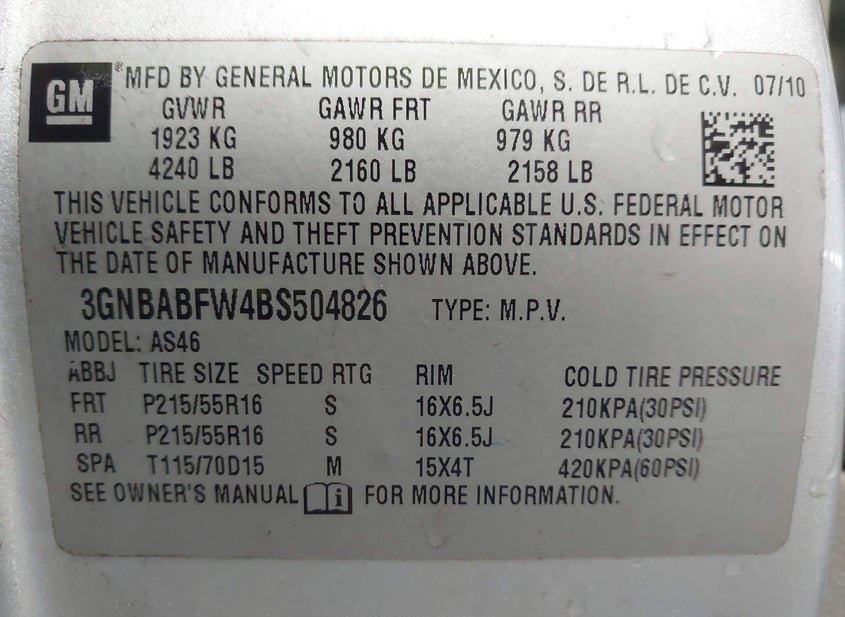 GM ® MFD BY GENERAL MOTORS DE MEXICO, S. DE R.L. DE C.V. 07/10
GVWR GAWR FRT GAWR RR
1923 KG 980 KG 979 KG
4240 LB 2160 LB 2158 LB
THIS VEHICLE CONFORMS TO ALL APPLICABLE U.S. FEDERAL MOTOR
VEHICLE SAFETY AND THEFT PREVENTION STANDARDS IN EFFECT ON
THE DATE OF MANUFACTURE SHOWN ABOVE.
3GNBABFW4BS504826 TYPE: M.P.V.
MODEL: AS46
ABBJ TIRE SIZE SPEED RTG RIM COLD TIRE PRESSURE
FRT P215/55R16 S 16X6.5J 210KPA(30PSI)
RR P215/55R16 S 16X6.5J 210KPA(30PSI)
SPA T115/70D15 M 15X4T 420KPA(60PSI)
SEE OWNER'S MANUAL i FOR MORE INFORMATION.